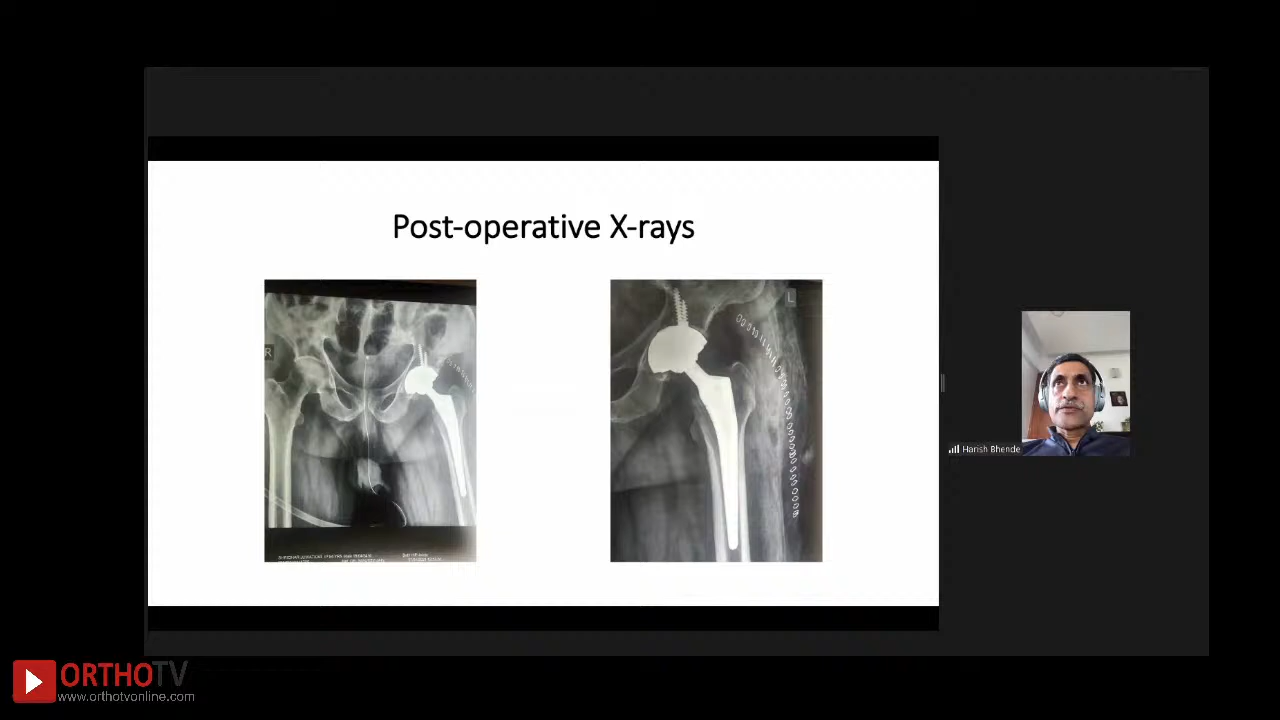 Post-operative X-rays
R
L
Harish Bhende
ORTHOTV
www.orthotvonline.com